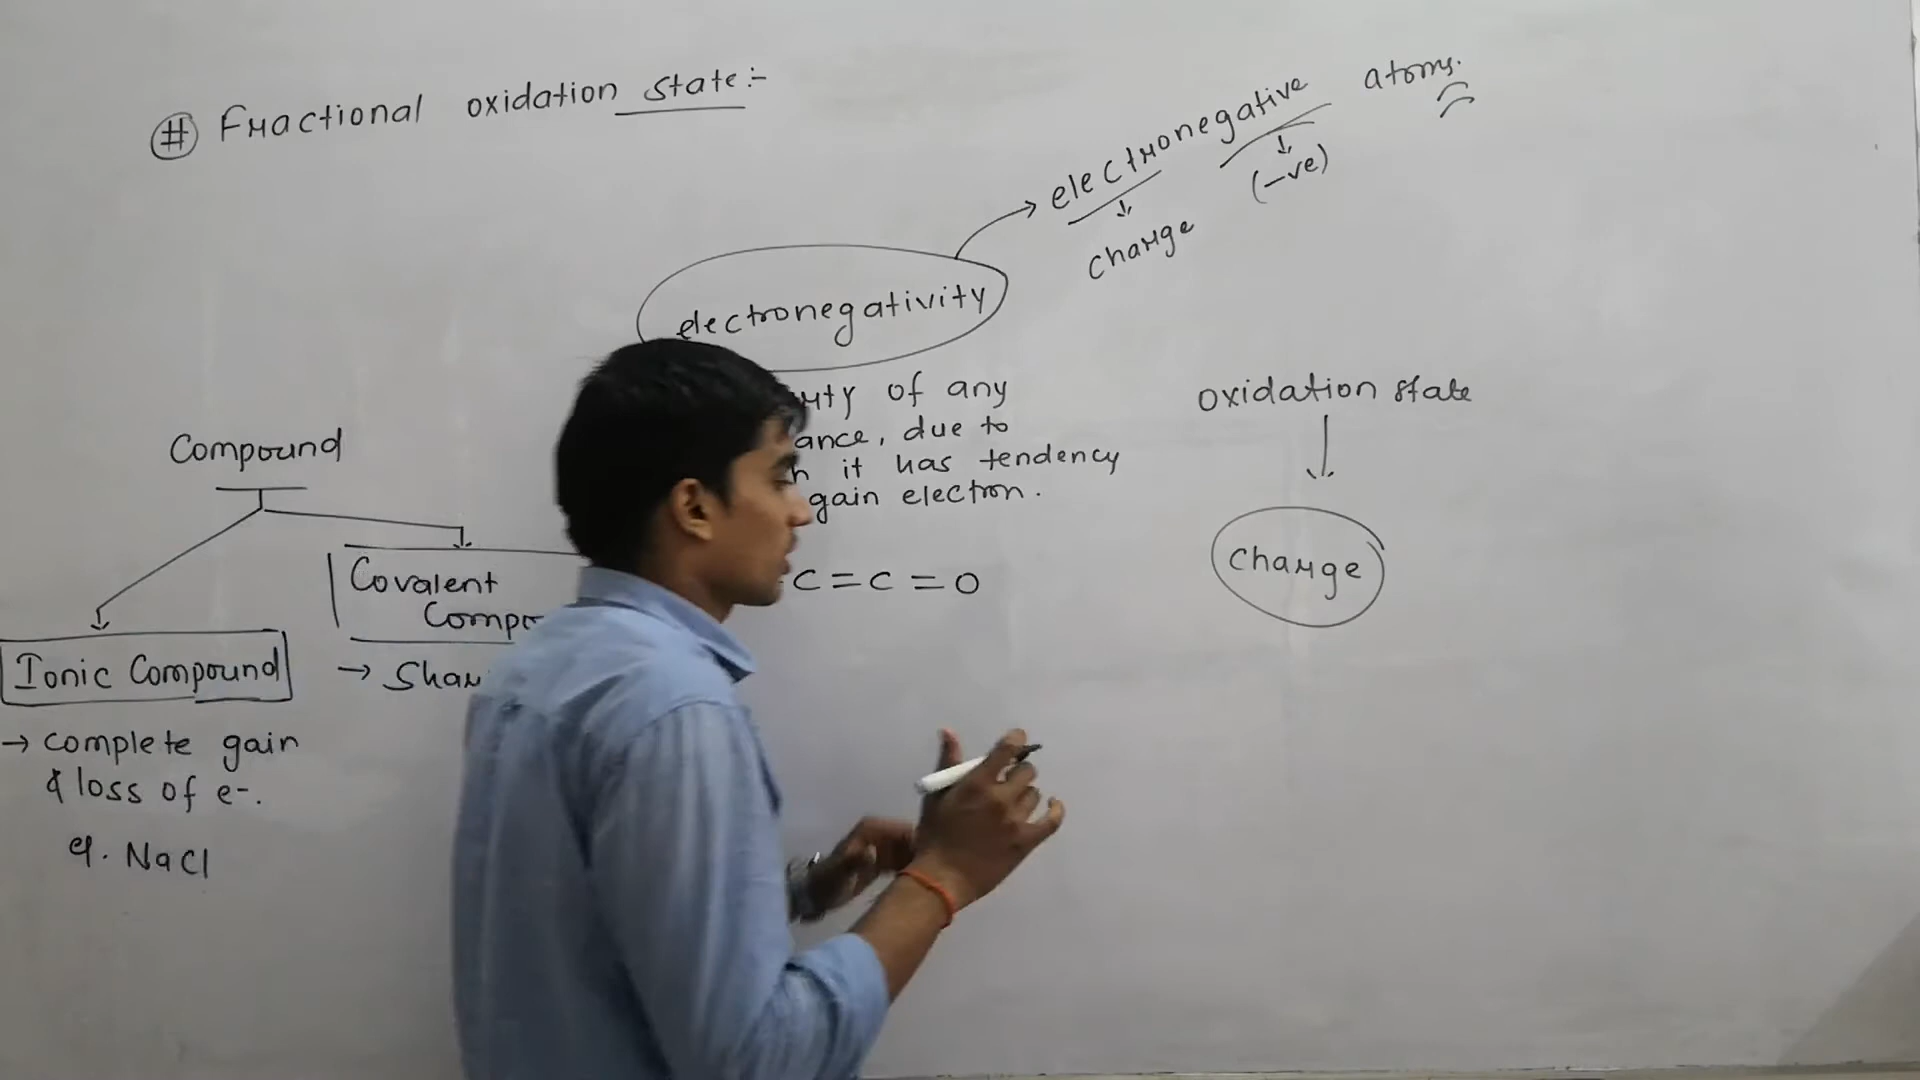 # Fractional oxidation state:-
electronegative atoms.
charge
(-ve)
electronegativity
of any
due to
it has tendency
gain electron.
oxidation state
charge
C=C=O
Compound
Covalent
Ionic Compound
→ complete gain
& loss of e-.
eg. NaCl